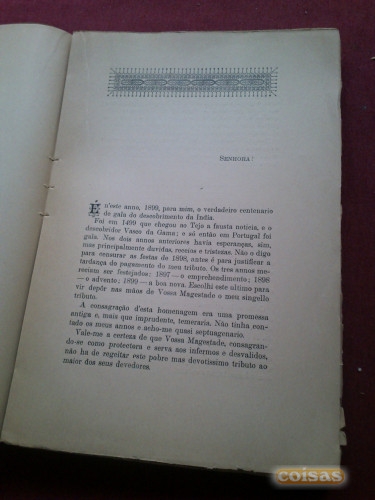 SENHORA!
É n'este anno, 1899, para mim, o verdadeiro centenario
de gala do descobrimento da India.
Foi em 1499 que chegou ao Tejo a fausta noticia, e o
descobridor Vasco da Gama; e só então em Portugal foi
gala. Nos dois annos anteriores havia esperanças, sim,
mas principalmente duvidas, receios e tristezas. Não o digo
para censurar as festas de 1898, antes é para justificar a
tardança do pagamento do meu tributo. Os tres annos me-
reciam ser festejados: 1897—o emprehendimento; 1898
—o advento; 1899—a boa nova. Escolhi este ultimo para
vir depôr nas mãos de Vossa Magestade o meu singello
tributo.
A consagração d'esta homenagem era uma promessa
antiga e, mais que imprudente, temeraria. Não tinha con-
tado os meus annos e acho-me quasi septuagenario.
Vale-me a certeza de que Vossa Magestade, consagran-
do-se como protectora e serva aos infermos e desvalidos,
não ha de regeitar este pobre mas devotissimo tributo ao
maior dos seus devedores.
coisas